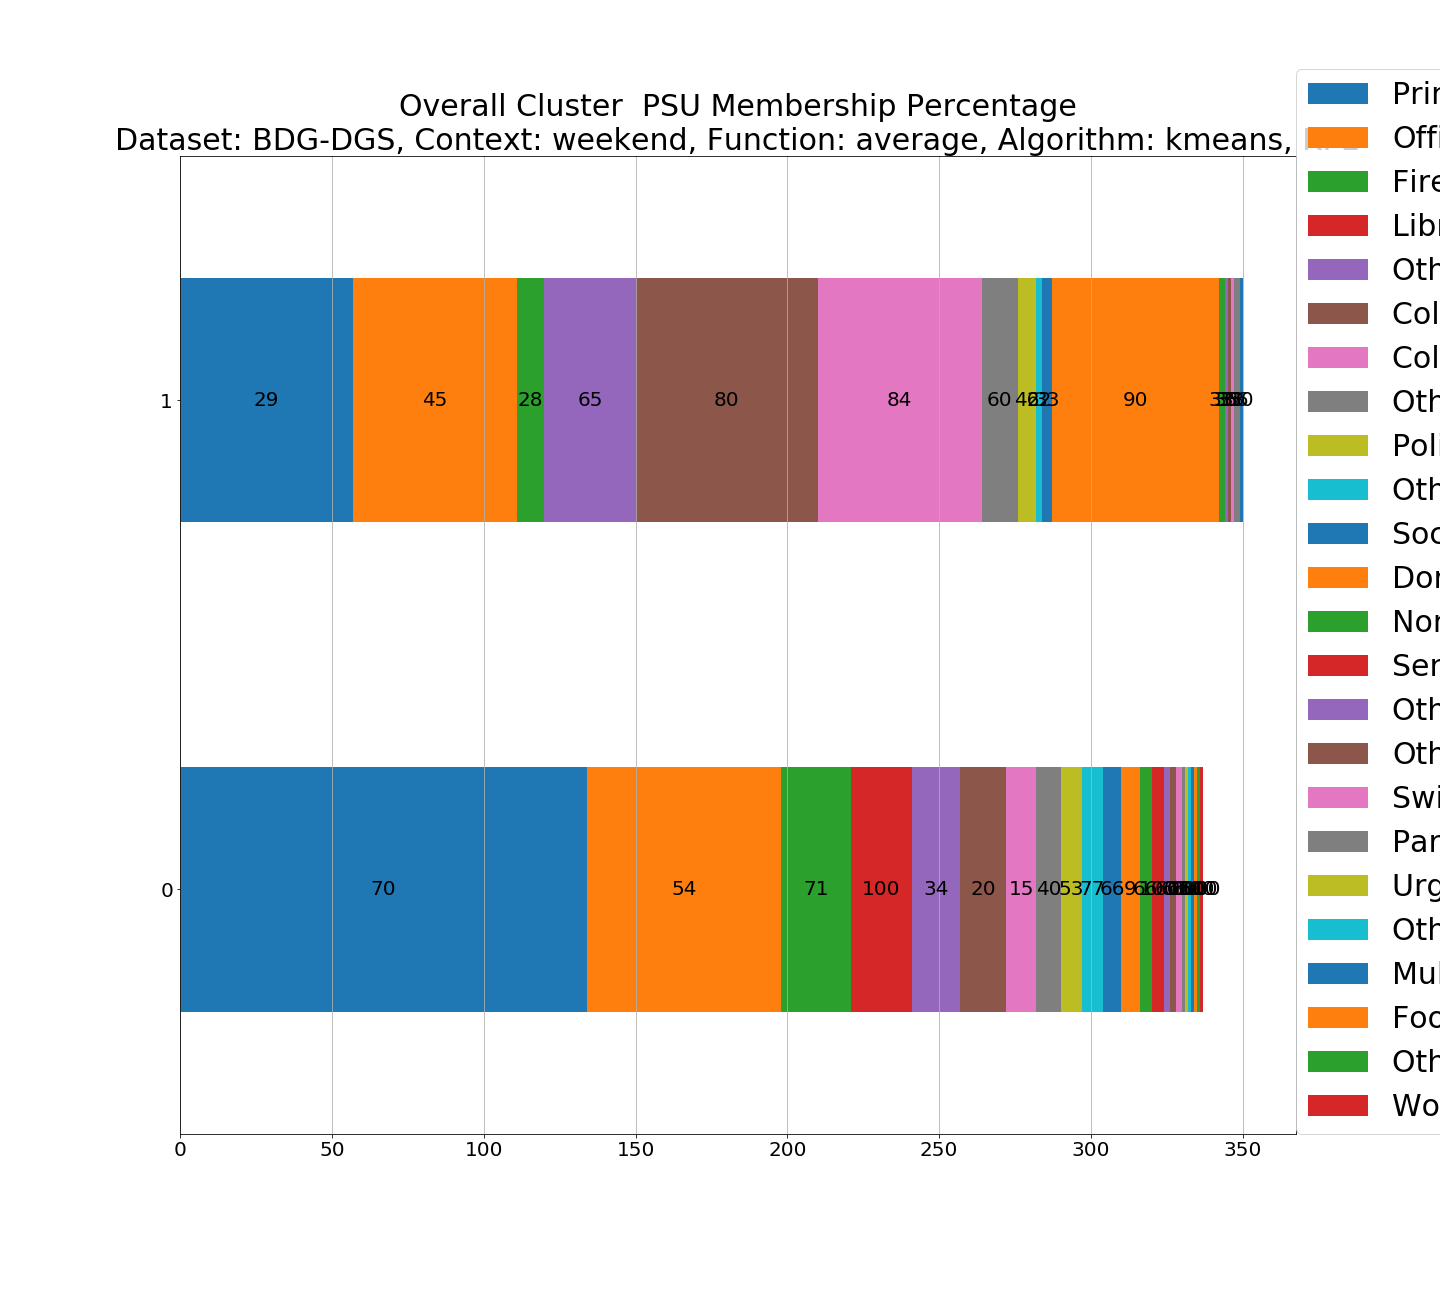 Overall Cluster  PSU Membership Percentage
Dataset: BDG-DGS, Context: weekend, Function: average, Algorithm: kmeans,
Prin
Offi
Fire
Libr
Oth
Col
Col
Oth
Poli
Oth
Soc
Dor
Nor
Ser
Oth
Oth
Swi
Par
Urg
Oth
Mul
Foo
Oth
Wo
1
29 45 28 65 80 84 60 90
0
70 54 71 100 34 20 15 40 53 77
0 50 100 150 200 250 300 350